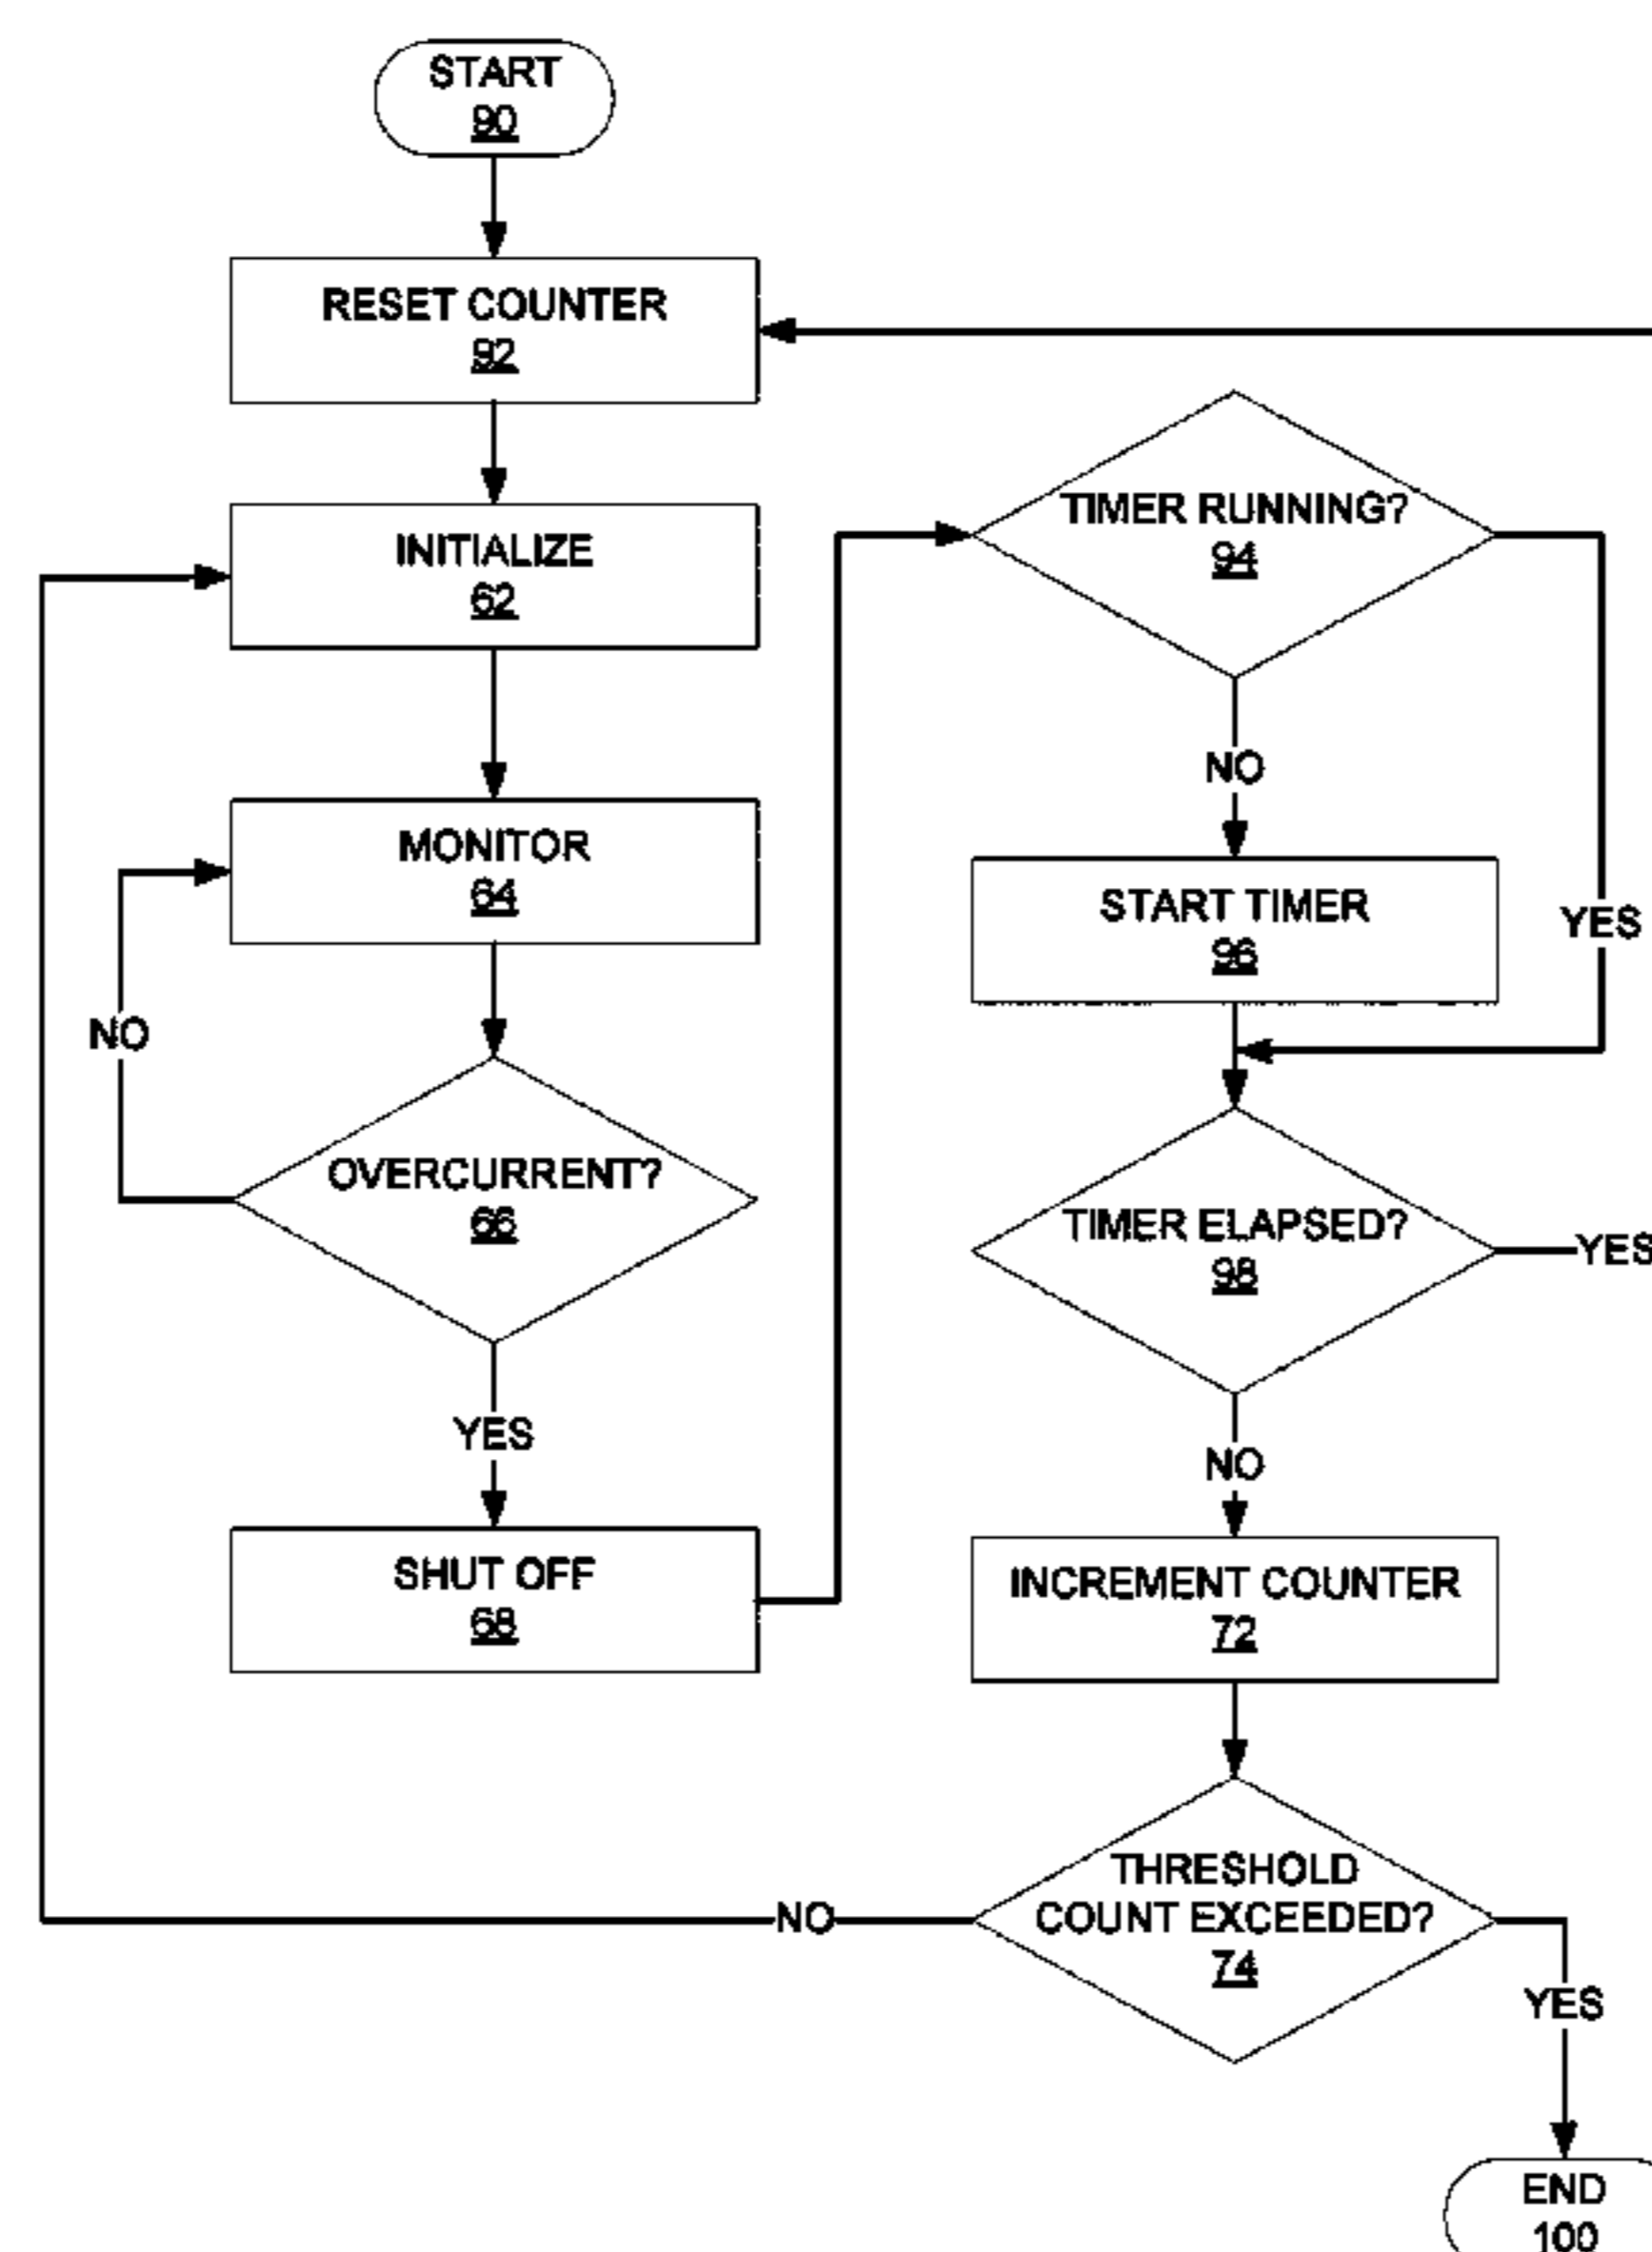 START
90
RESET COUNTER
92
INITIALIZE
62
MONITOR
64
NO
OVERCURRENT?
66
YES
SHUT OFF
68
TIMER RUNNING?
94
NO
YES
START TIMER
96
TIMER ELAPSED?
98
YES
NO
INCREMENT COUNTER
72
THRESHOLD
COUNT EXCEEDED?
74
NO
YES
END
100